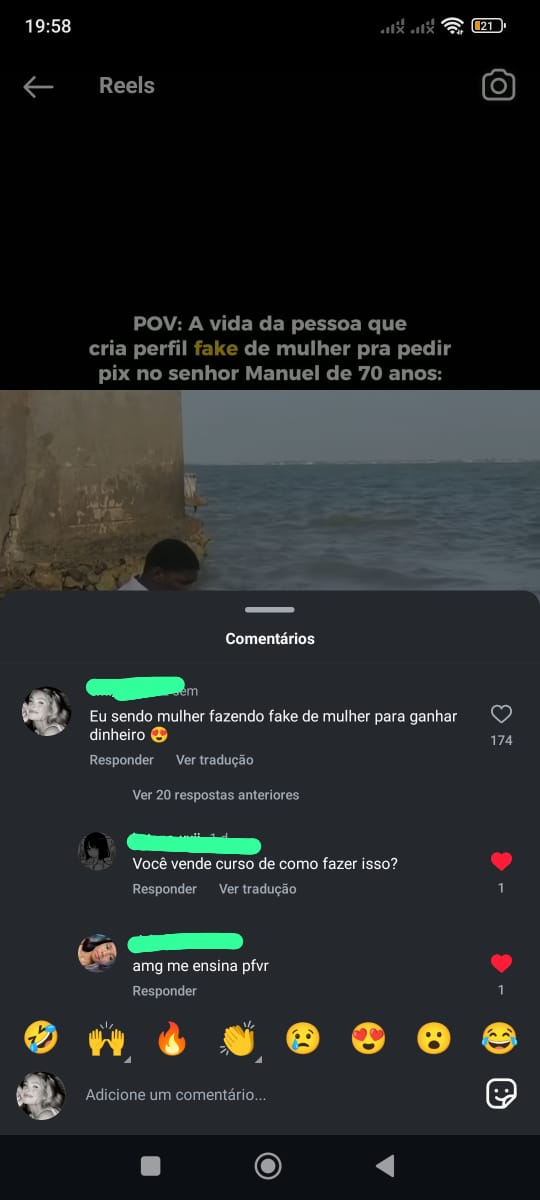 19:58
21
Reels
POV: A vida da pessoa que
cria perfil fake de mulher pra pedir
pix no senhor Manuel de 70 anos:
Comentários
sem
Eu sendo mulher fazendo fake de mulher para ganhar
dinheiro 😍
174
Responder Ver tradução
Ver 20 respostas anteriores
1 d
Você vende curso de como fazer isso?
1
Responder Ver tradução
amg me ensina pfvr
1
Responder
Adicione um comentário...